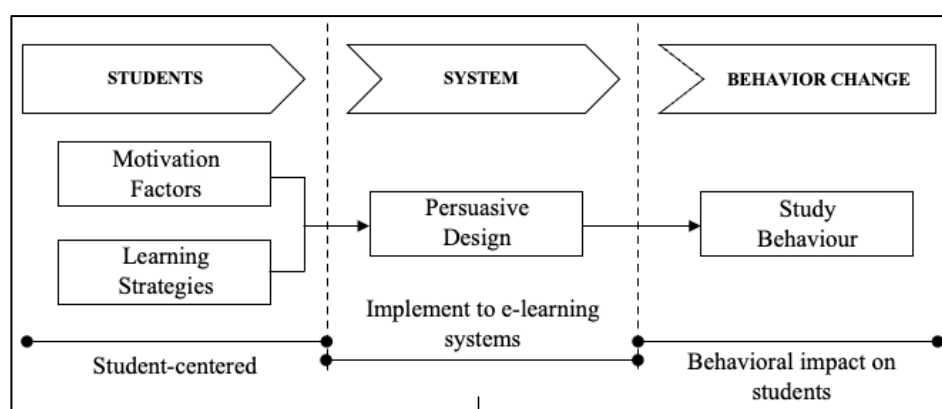 STUDENTS
SYSTEM
BEHAVIOR CHANGE
Motivation
Factors
Learning
Strategies
Persuasive
Design
Study
Behaviour
Student-centered
Implement to e-learning
systems
Behavioral impact on
students